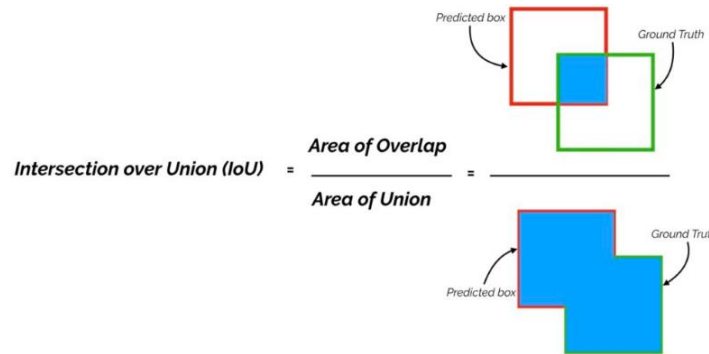 Predicted box
Ground Truth
Intersection over Union (IoU) = Area of Overlap =
Area of Union
Ground Trut
Predicted box